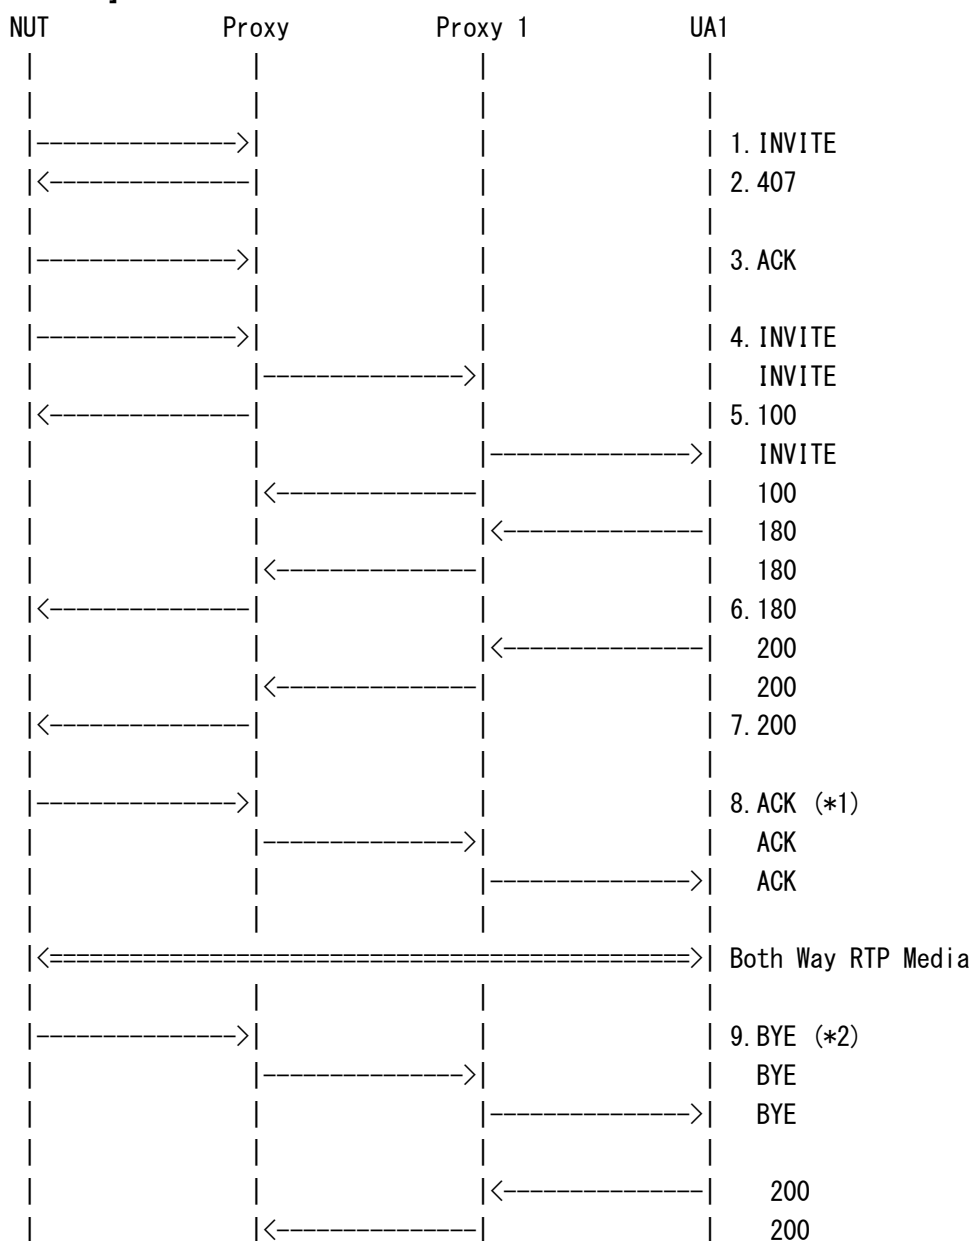 NUT Proxy Proxy 1 UA1
1. INVITE
2. 407
3. ACK
4. INVITE
INVITE
5. 100
INVITE
100
180
180
6. 180
200
200
7. 200
8. ACK (*1)
ACK
ACK
Both Way RTP Media
9. BYE (*2)
BYE
BYE
200
200